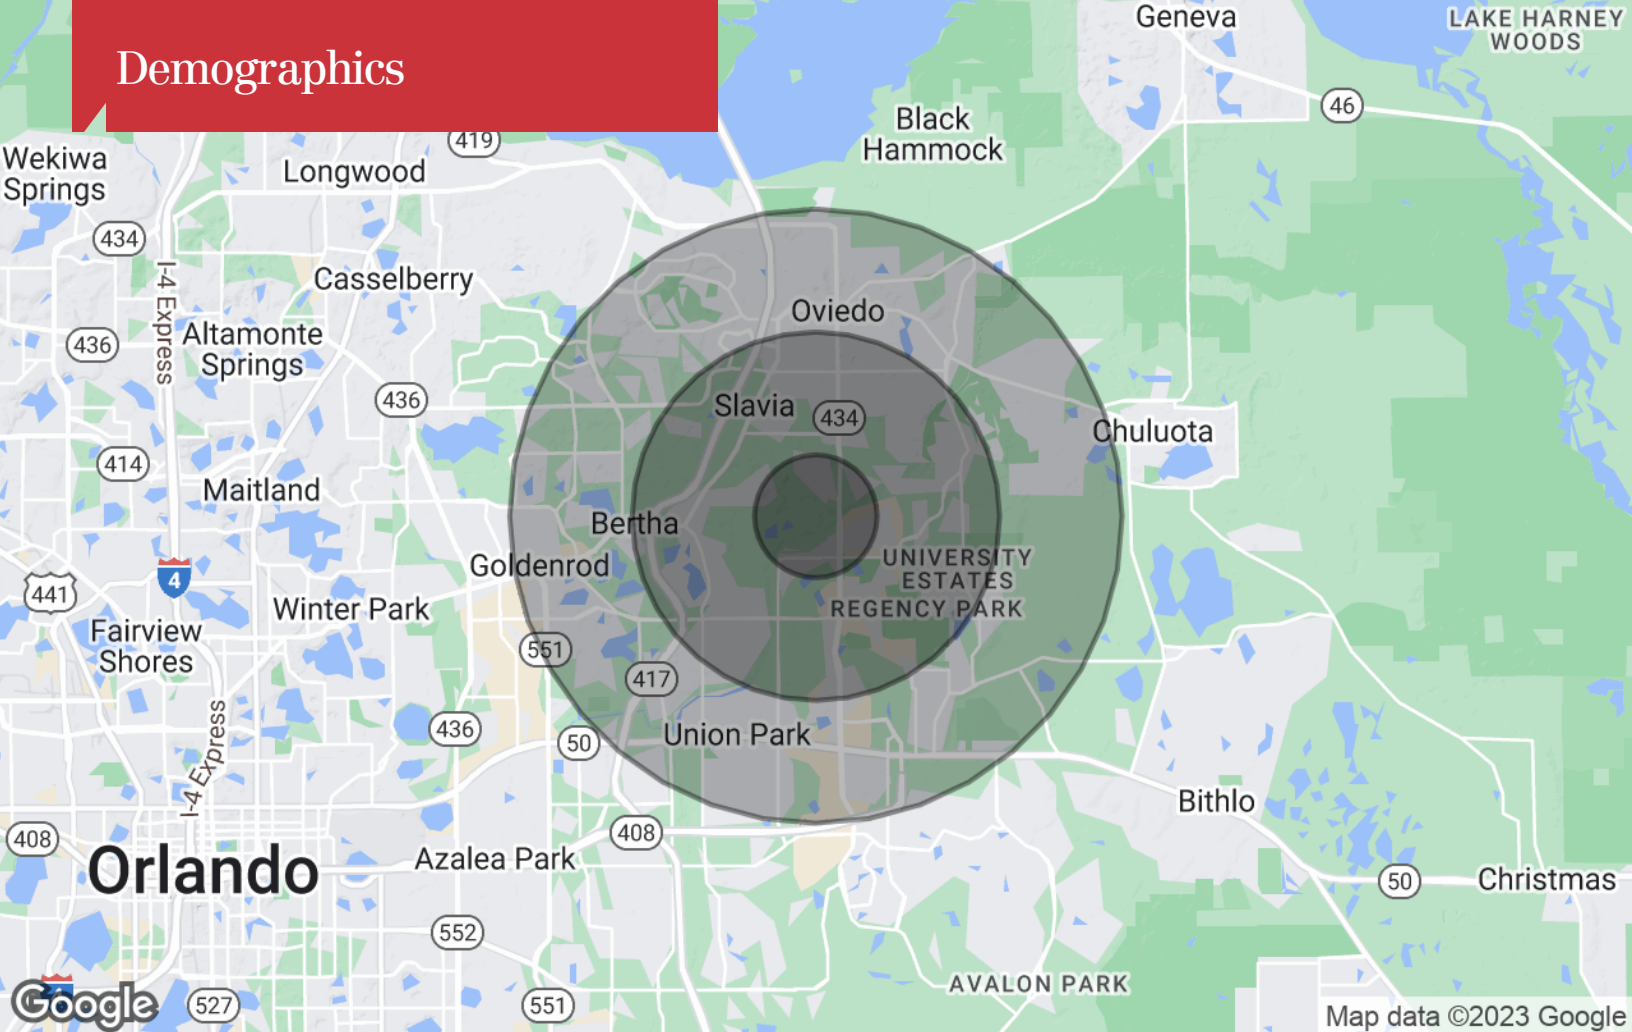 Demographics
Geneva
LAKE HARNEY
WOODS
46
Black
Hammock
419
Wekiwa
Springs
Longwood
434
I-4 Express
Casselberry
Oviedo
Altamonte
Springs
436
436
Slavia
434
Chuluota
414
Maitland
Bertha
Goldenrod
UNIVERSITY
ESTATES
REGENCY PARK
4
441
Winter Park
Fairview
Shores
551
417
436
50
Union Park
I-4 Express
Bithlo
408
408
Orlando
Azalea Park
50
Christmas
552
AVALON PARK
Google
527
551
Map data ©2023 Google